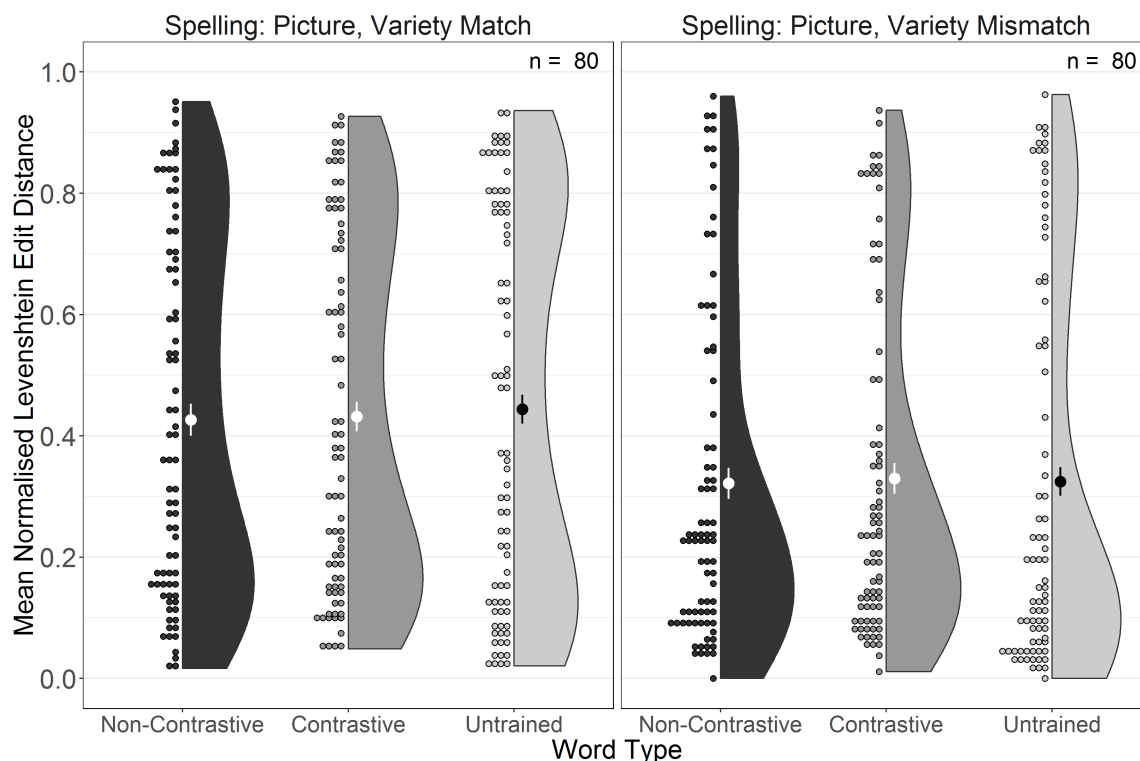 Spelling: Picture, Variety Match
Spelling: Picture, Variety Mismatch
n = 80
n = 80
Mean Normalised Levenshtein Edit Distance
1.0
0.8
0.6
0.4
0.2
0.0
Non-Contrastive
Contrastive
Untrained
Non-Contrastive
Contrastive
Untrained
Word Type